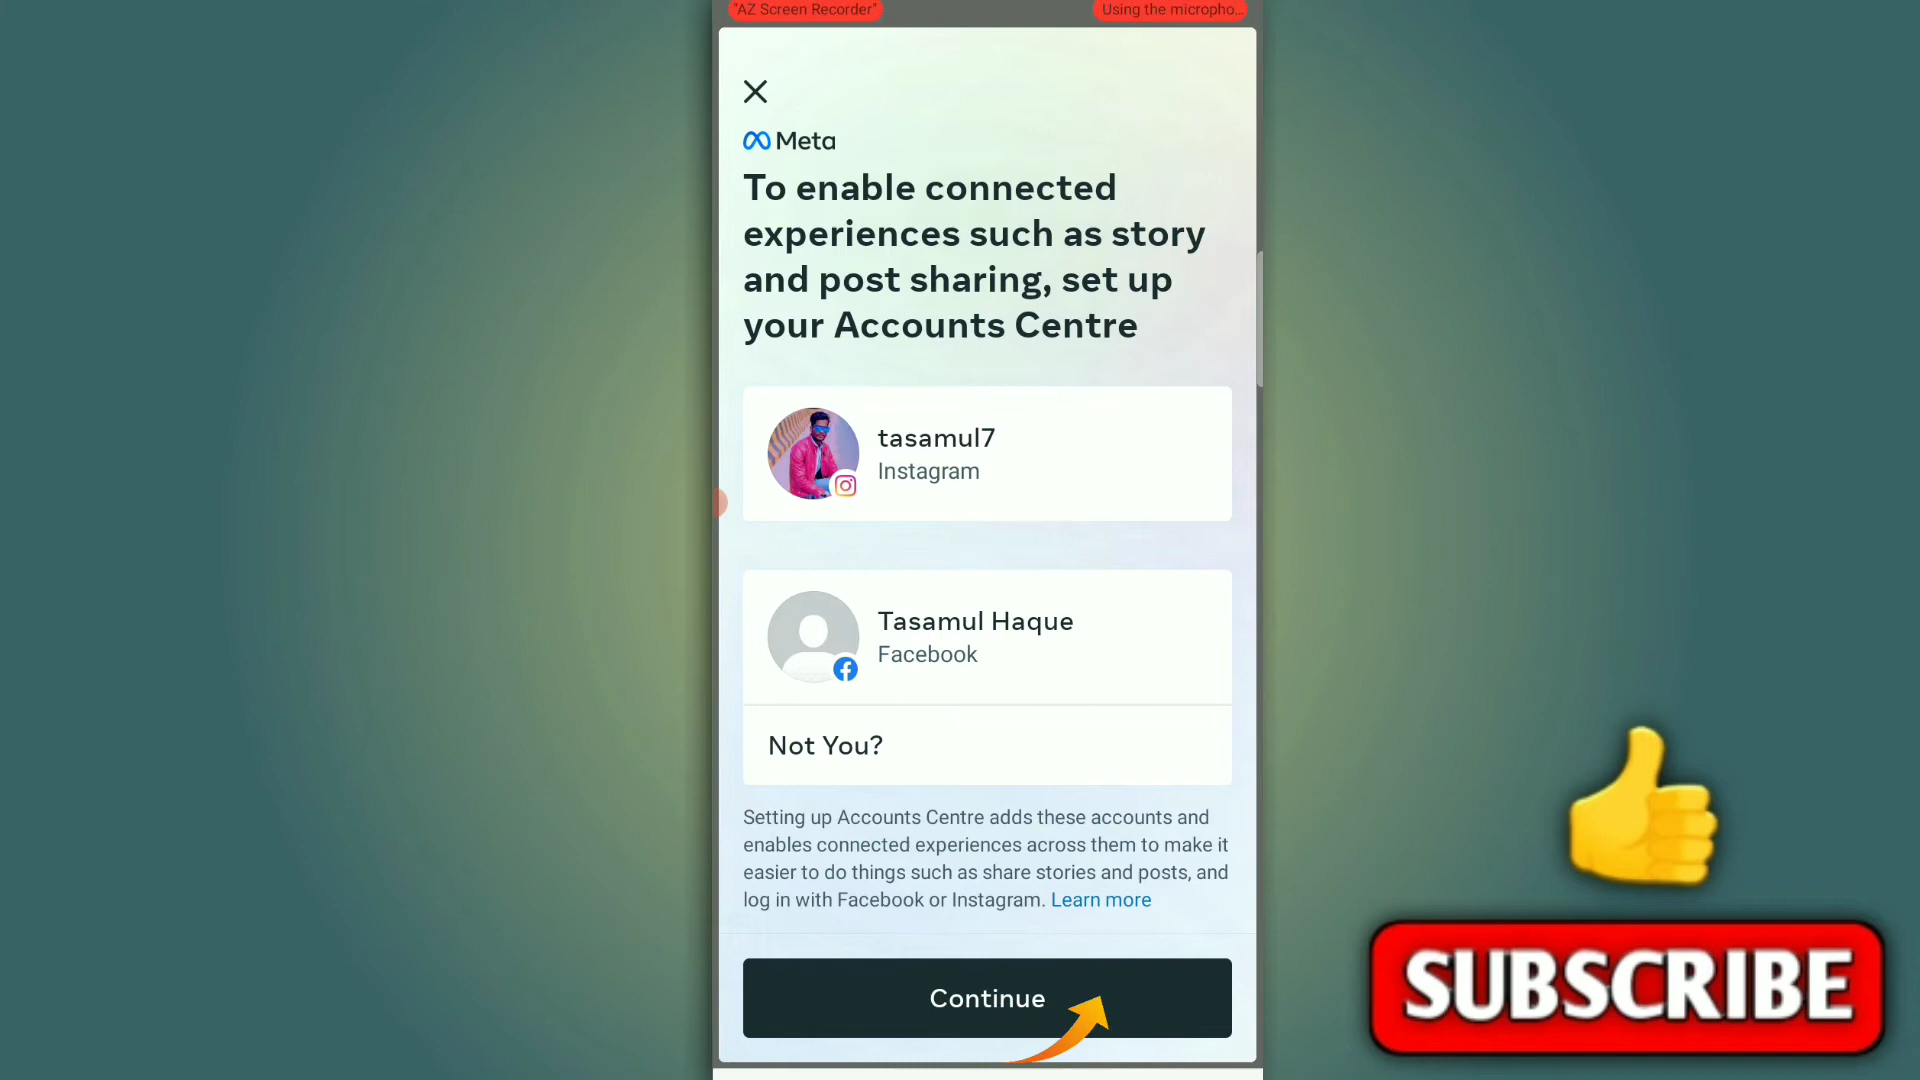 "AZ Screen Recorder"
Using the micropho...
Meta
To enable connected
experiences such as story
and post sharing, set up
your Accounts Centre
tasamul7
Instagram
Tasamul Haque
Facebook
Not You?
Setting up Accounts Centre adds these accounts and
enables connected experiences across them to make it
easier to do things such as share stories and posts, and
log in with Facebook or Instagram. Learn more
Continue
SUBSCRIBE